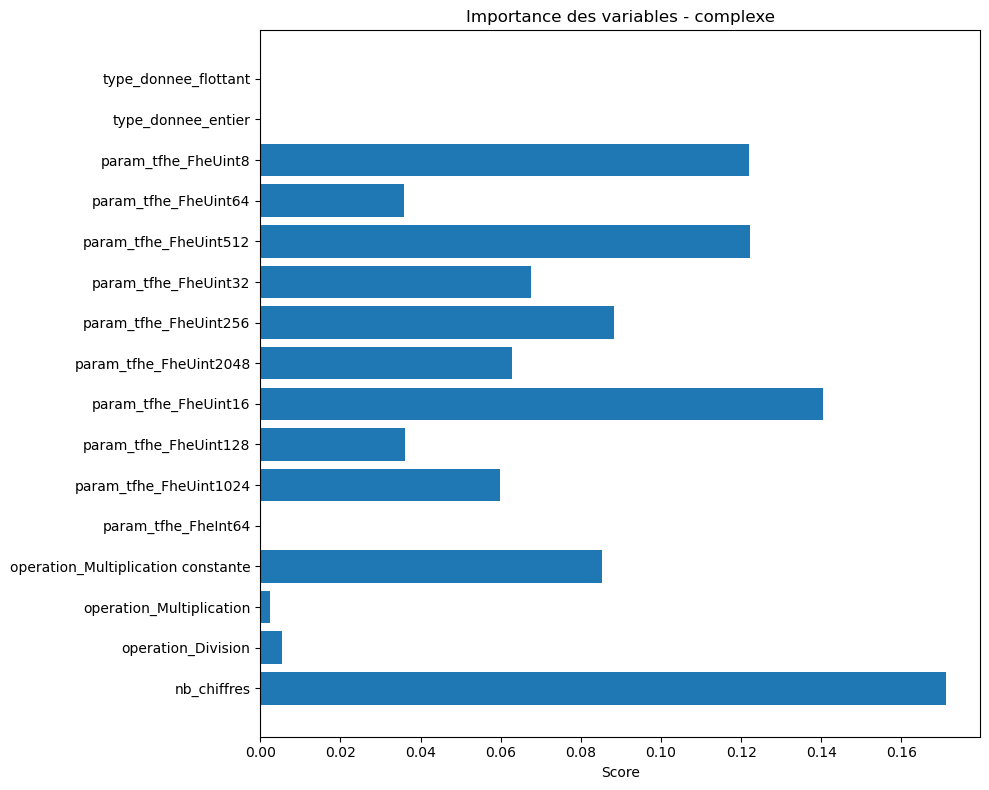 Importance des variables - complexe
type_donnee_flottant
type_donnee_entier
param_tfhe_FheUint8
param_tfhe_FheUint64
param_tfhe_FheUint512
param_tfhe_FheUint32
param_tfhe_FheUint256
param_tfhe_FheUint2048
param_tfhe_FheUint16
param_tfhe_FheUint128
param_tfhe_FheUint1024
param_tfhe_FheInt64
operation_Multiplication constante
operation_Multiplication
operation_Division
nb_chiffres
0.00 0.02 0.04 0.06 0.08 0.10 0.12 0.14 0.16
Score